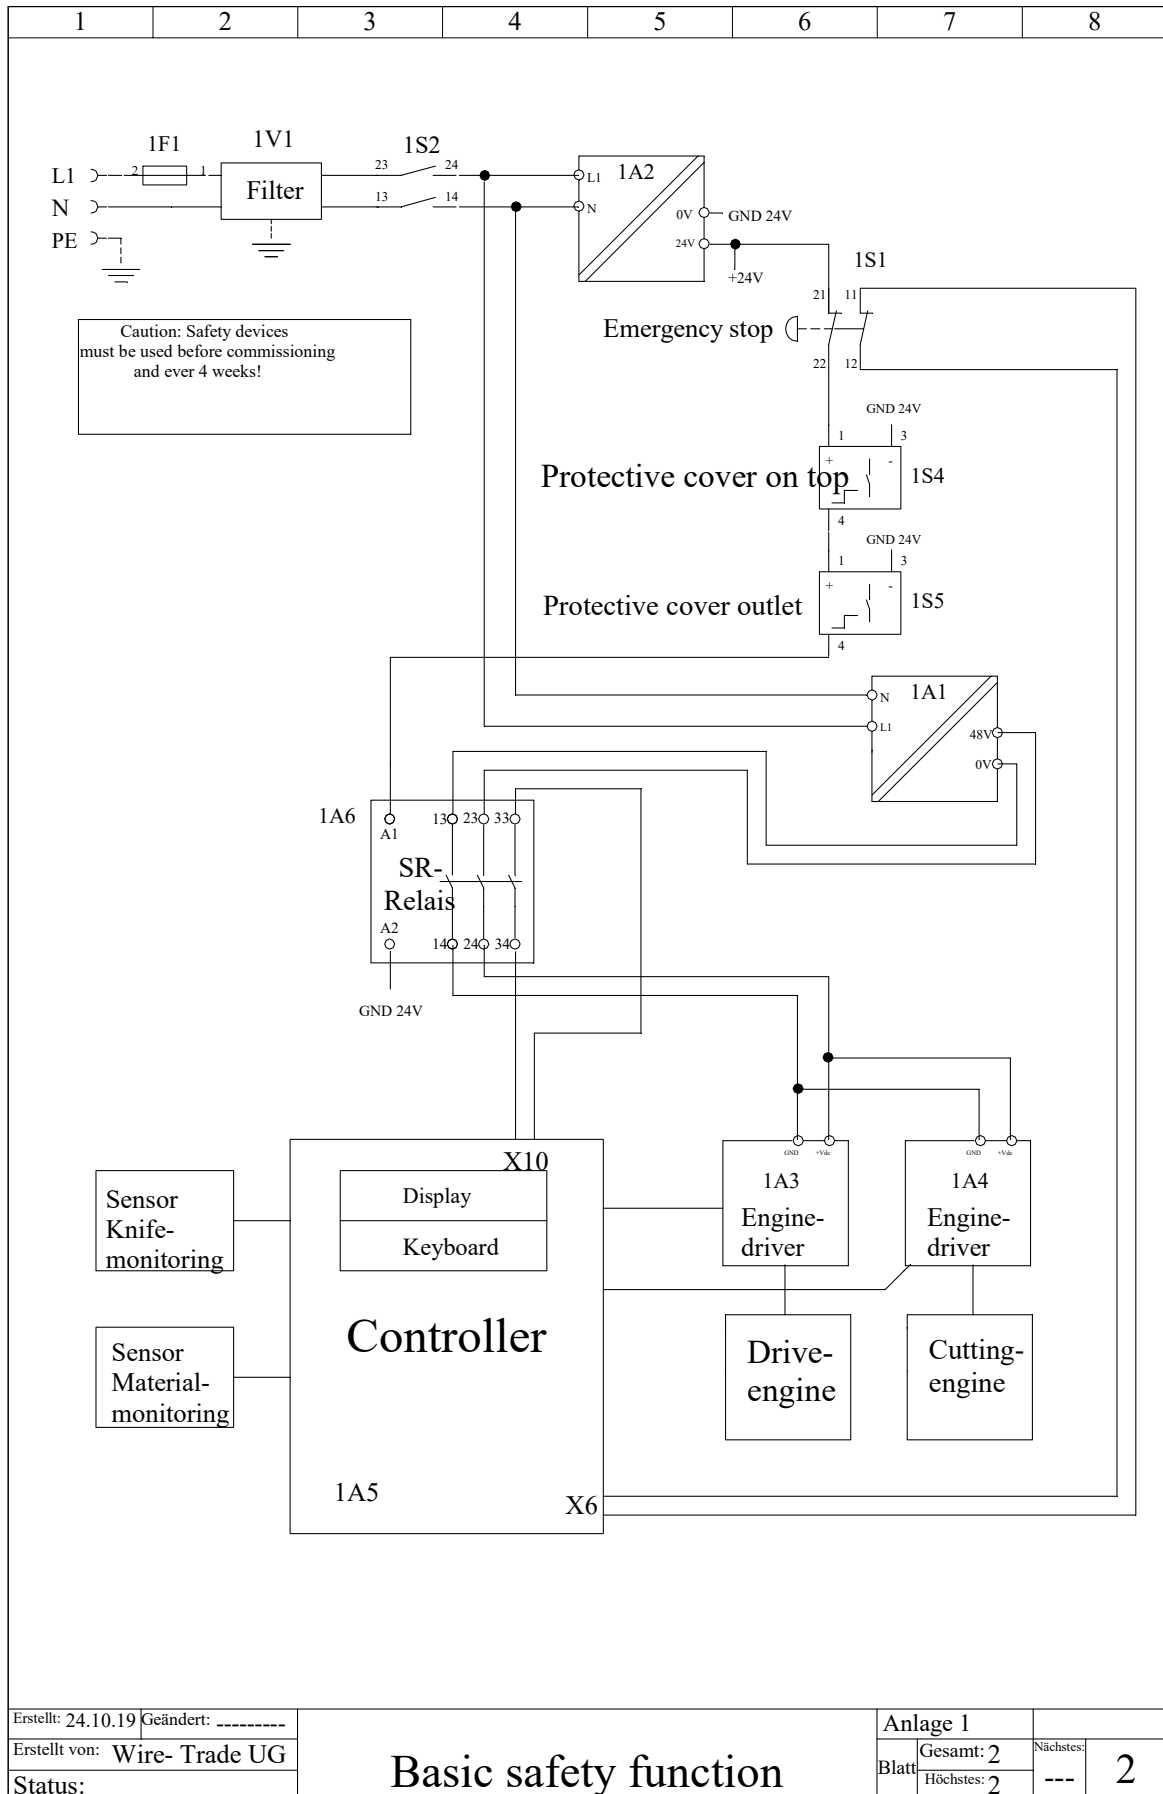 1 2 3 4 5 6 7 8
1F1 1V1 1S2
L1 2 1 Filter 23 24 L1 1A2
N 13 14 N
PE
0V GND 24V
24V
+24V
1S1
21 11
Emergency stop
22 12
Caution: Safety devices
must be used before commissioning
and ever 4 weeks!
GND 24V
1 3
+ -
Protective cover on top 1S4
4
GND 24V
1 3
+ -
Protective cover outlet 1S5
4
N 1A1
L1
48V
0V
1A6
A1 13 23 33
SR-
Relais
A2
14 24 34
GND 24V
X10
GND +Vdc GND +Vdc
Display
Keyboard
1A3
Engine-
driver
1A4
Engine-
driver
Sensor
Knife-
monitoring
Controller
Drive-
engine
Cutting-
engine
Sensor
Material-
monitoring
1A5
X6
Erstellt: 24.10.19 Geändert: ---------
Erstellt von: Wire- Trade UG
Status:
Basic safety function
Anlage 1
Blatt
Gesamt: 2
Höchstes: 2
Nächstes:
---
2